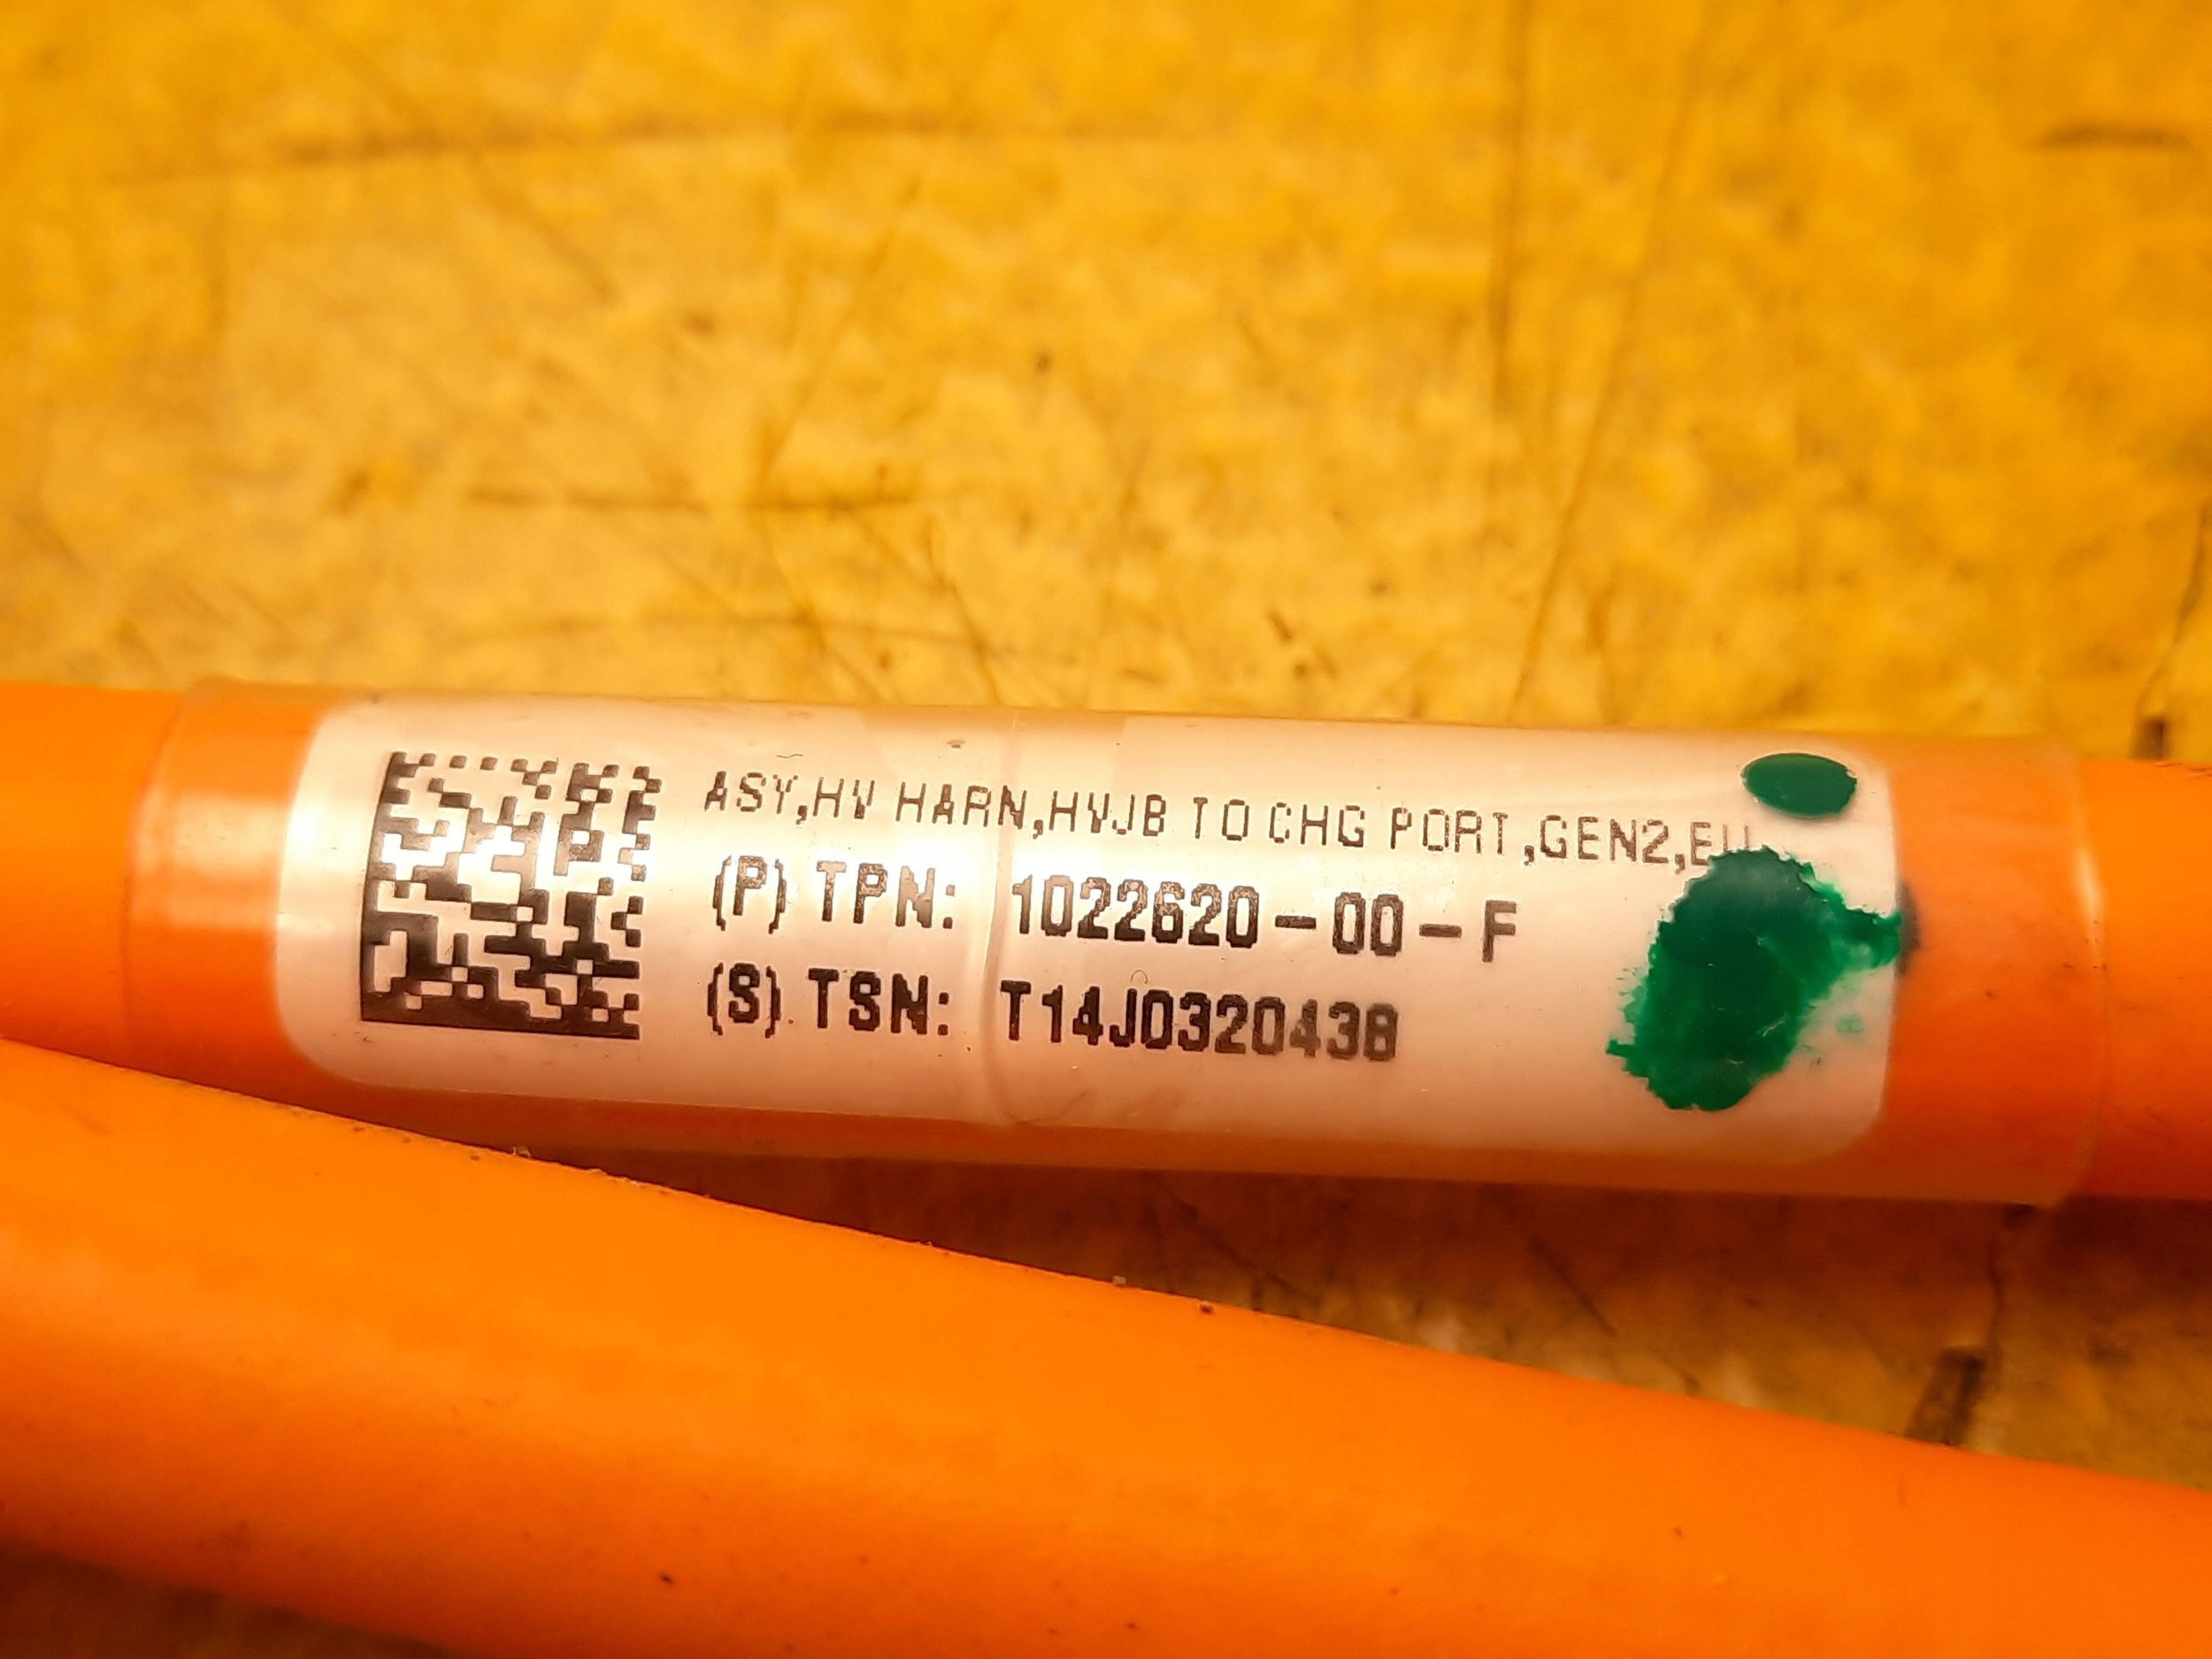 ASY,HV HARN,HVJB TO CHG PORT,GEN2,EU
(P) TPN: 1022620-00-F
(S) TSN: T14J0320438